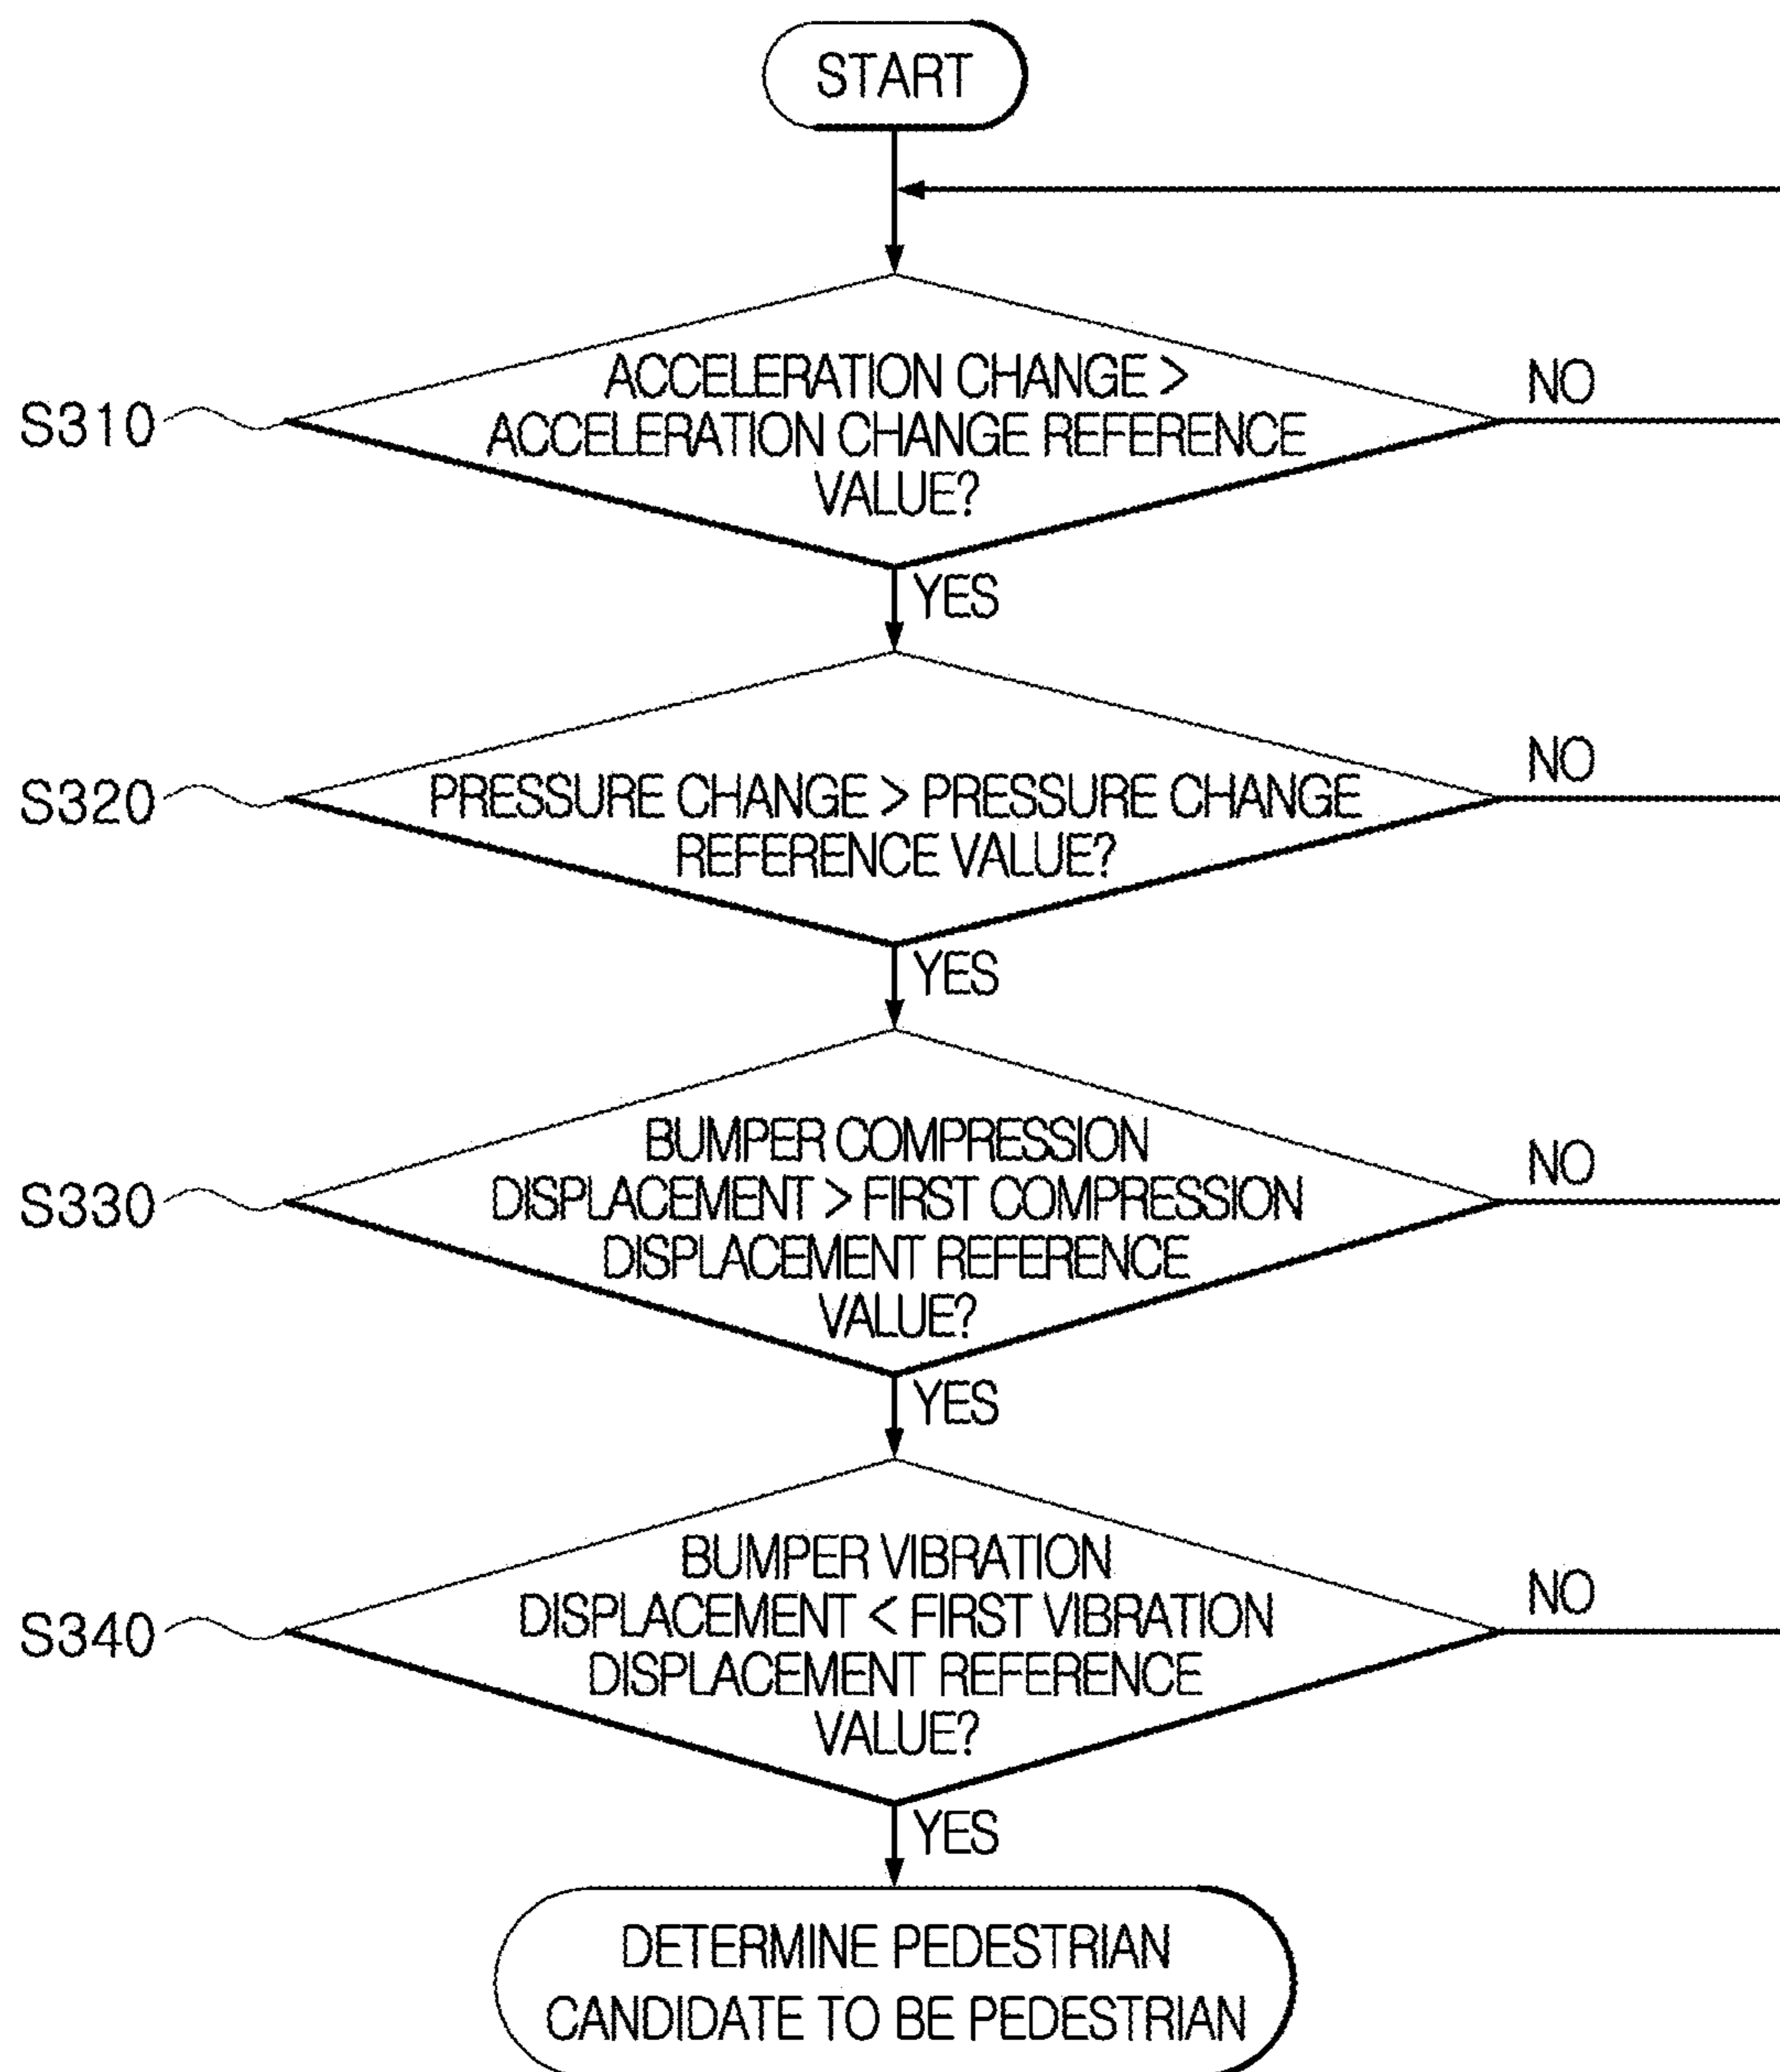 START
ACCELERATION CHANGE >
ACCELERATION CHANGE REFERENCE
VALUE?
NO
S310
YES
PRESSURE CHANGE > PRESSURE CHANGE
REFERENCE VALUE?
NO
S320
YES
BUMPER COMPRESSION
DISPLACEMENT > FIRST COMPRESSION
DISPLACEMENT REFERENCE
VALUE?
NO
S330
YES
BUMPER VIBRATION
DISPLACEMENT < FIRST VIBRATION
DISPLACEMENT REFERENCE
VALUE?
NO
S340
YES
DETERMINE PEDESTRIAN
CANDIDATE TO BE PEDESTRIAN